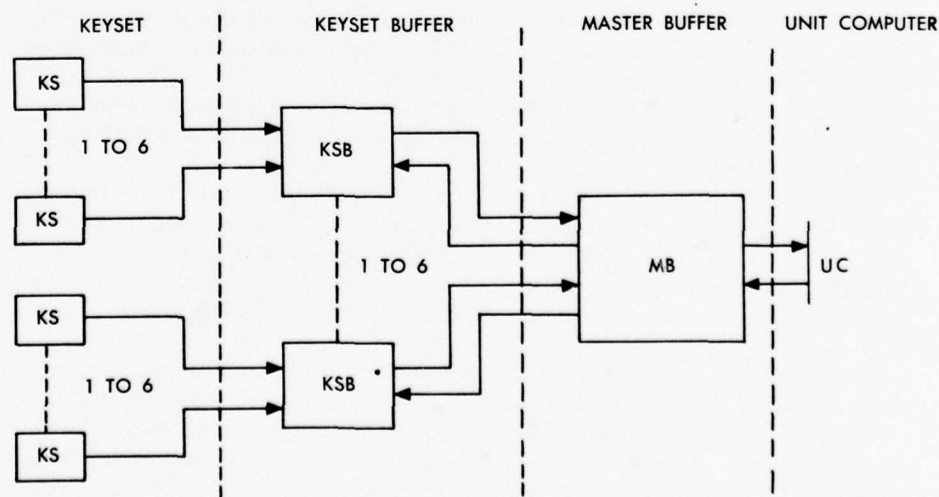 KEYSET KEYSET BUFFER MASTER BUFFER UNIT COMPUTER
KS
1 TO 6
KS
KSB
1 TO 6
KSB
KS
1 TO 6
KS
MB
UC